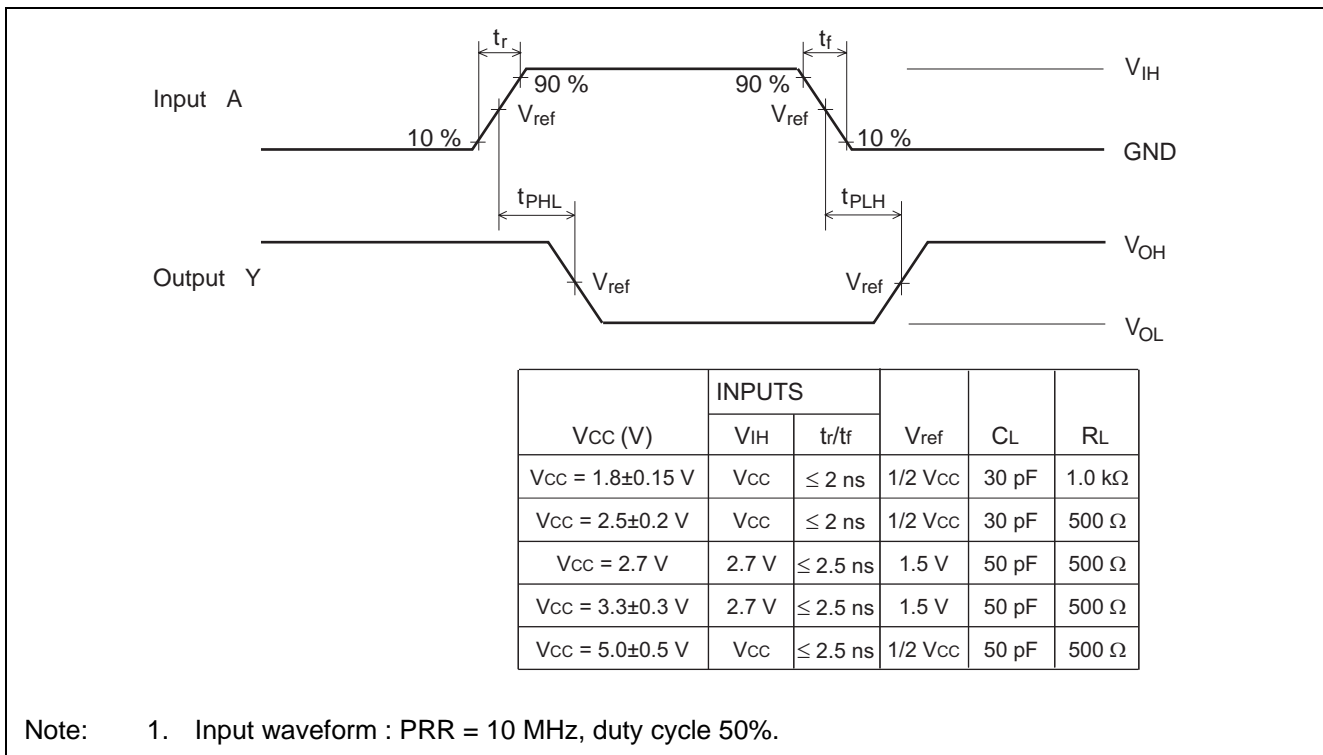 tr tf
90 % 90 % VIH
Input A
Vref Vref
10 % 10 %
GND
tPHL tPLH
VOH
Output Y
Vref Vref
VOL
INPUTS
VCC (V) VIH tr/tf Vref CL RL
VCC = 1.8±0.15 V VCC ≤ 2 ns 1/2 VCC 30 pF 1.0 kΩ
VCC = 2.5±0.2 V VCC ≤ 2 ns 1/2 VCC 30 pF 500 Ω
VCC = 2.7 V 2.7 V ≤ 2.5 ns 1.5 V 50 pF 500 Ω
VCC = 3.3±0.3 V 2.7 V ≤ 2.5 ns 1.5 V 50 pF 500 Ω
VCC = 5.0±0.5 V VCC ≤ 2.5 ns 1/2 VCC 50 pF 500 Ω
Note: 1. Input waveform : PRR = 10 MHz, duty cycle 50%.